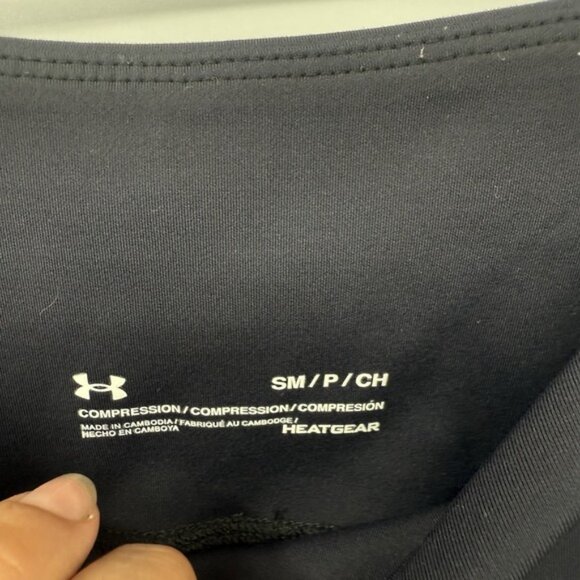 SM/P/CH
COMPRESSION/COMPRESSION/COMPRESIÓN
MADE IN CAMBODIA/FABRIQUÉ AU CAMBODGE/
HECHO EN CAMBOYA
HEATGEAR